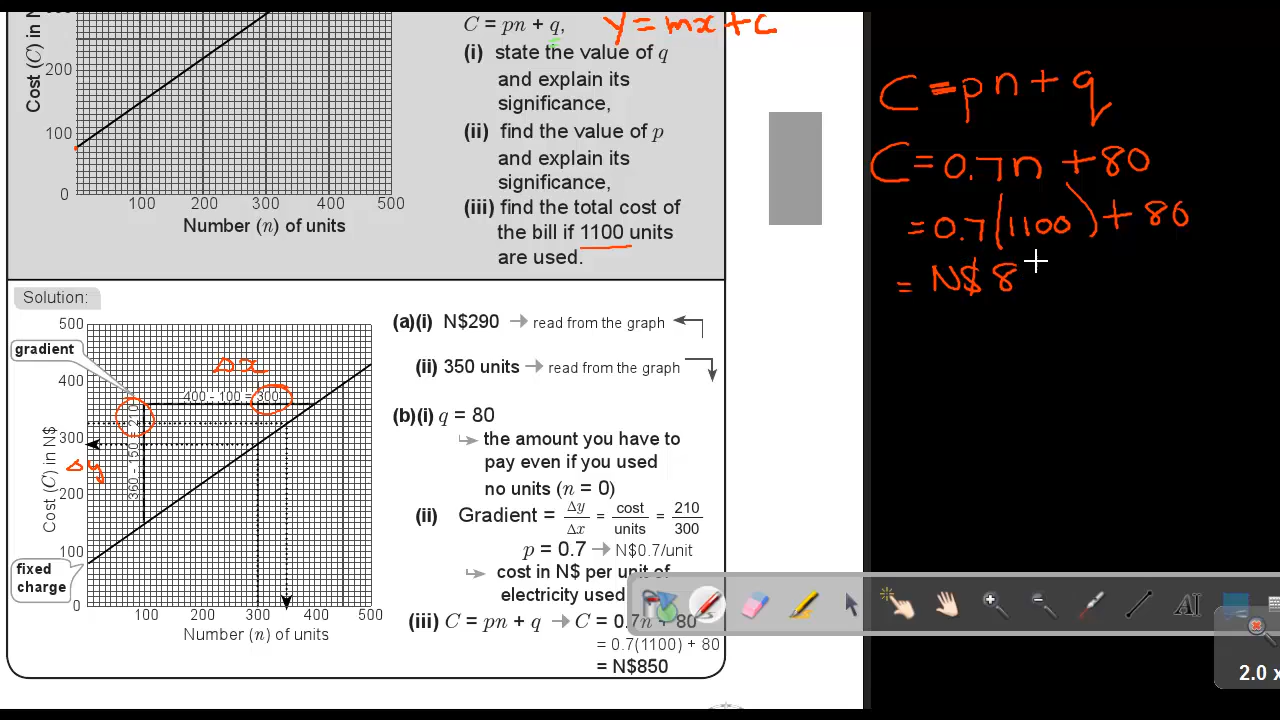 Cost (C) in N
200
100
0
100 200 300 400 500
Number (n) of units
C = pn + q,
y = mx + c
(i) state the value of q
and explain its
significance,
(ii) find the value of p
and explain its
significance,
(iii) find the total cost of
the bill if 1100 units
are used.
C = pn + q
C = 0.7n + 80
= 0.7(1100) + 80
= N$ 8
Solution:
gradient
fixed
charge
500
400
300
200
100
0
100 200 300 400 500
Cost (C) in N$
Number (n) of units
Δx
400 - 100 = 300
360 - 150 = 210
Δy
(a)(i) N$290 → read from the graph
(ii) 350 units → read from the graph
(b)(i) q = 80
↳ the amount you have to
pay even if you used
no units (n = 0)
(ii) Gradient = Δy/Δx = cost/units = 210/300
p = 0.7 → N$0.7/unit
↳ cost in N$ per unit of
electricity used
(iii) C = pn + q → C = 0.7n + 80
= 0.7(1100) + 80
= N$850
AI
2.0 x